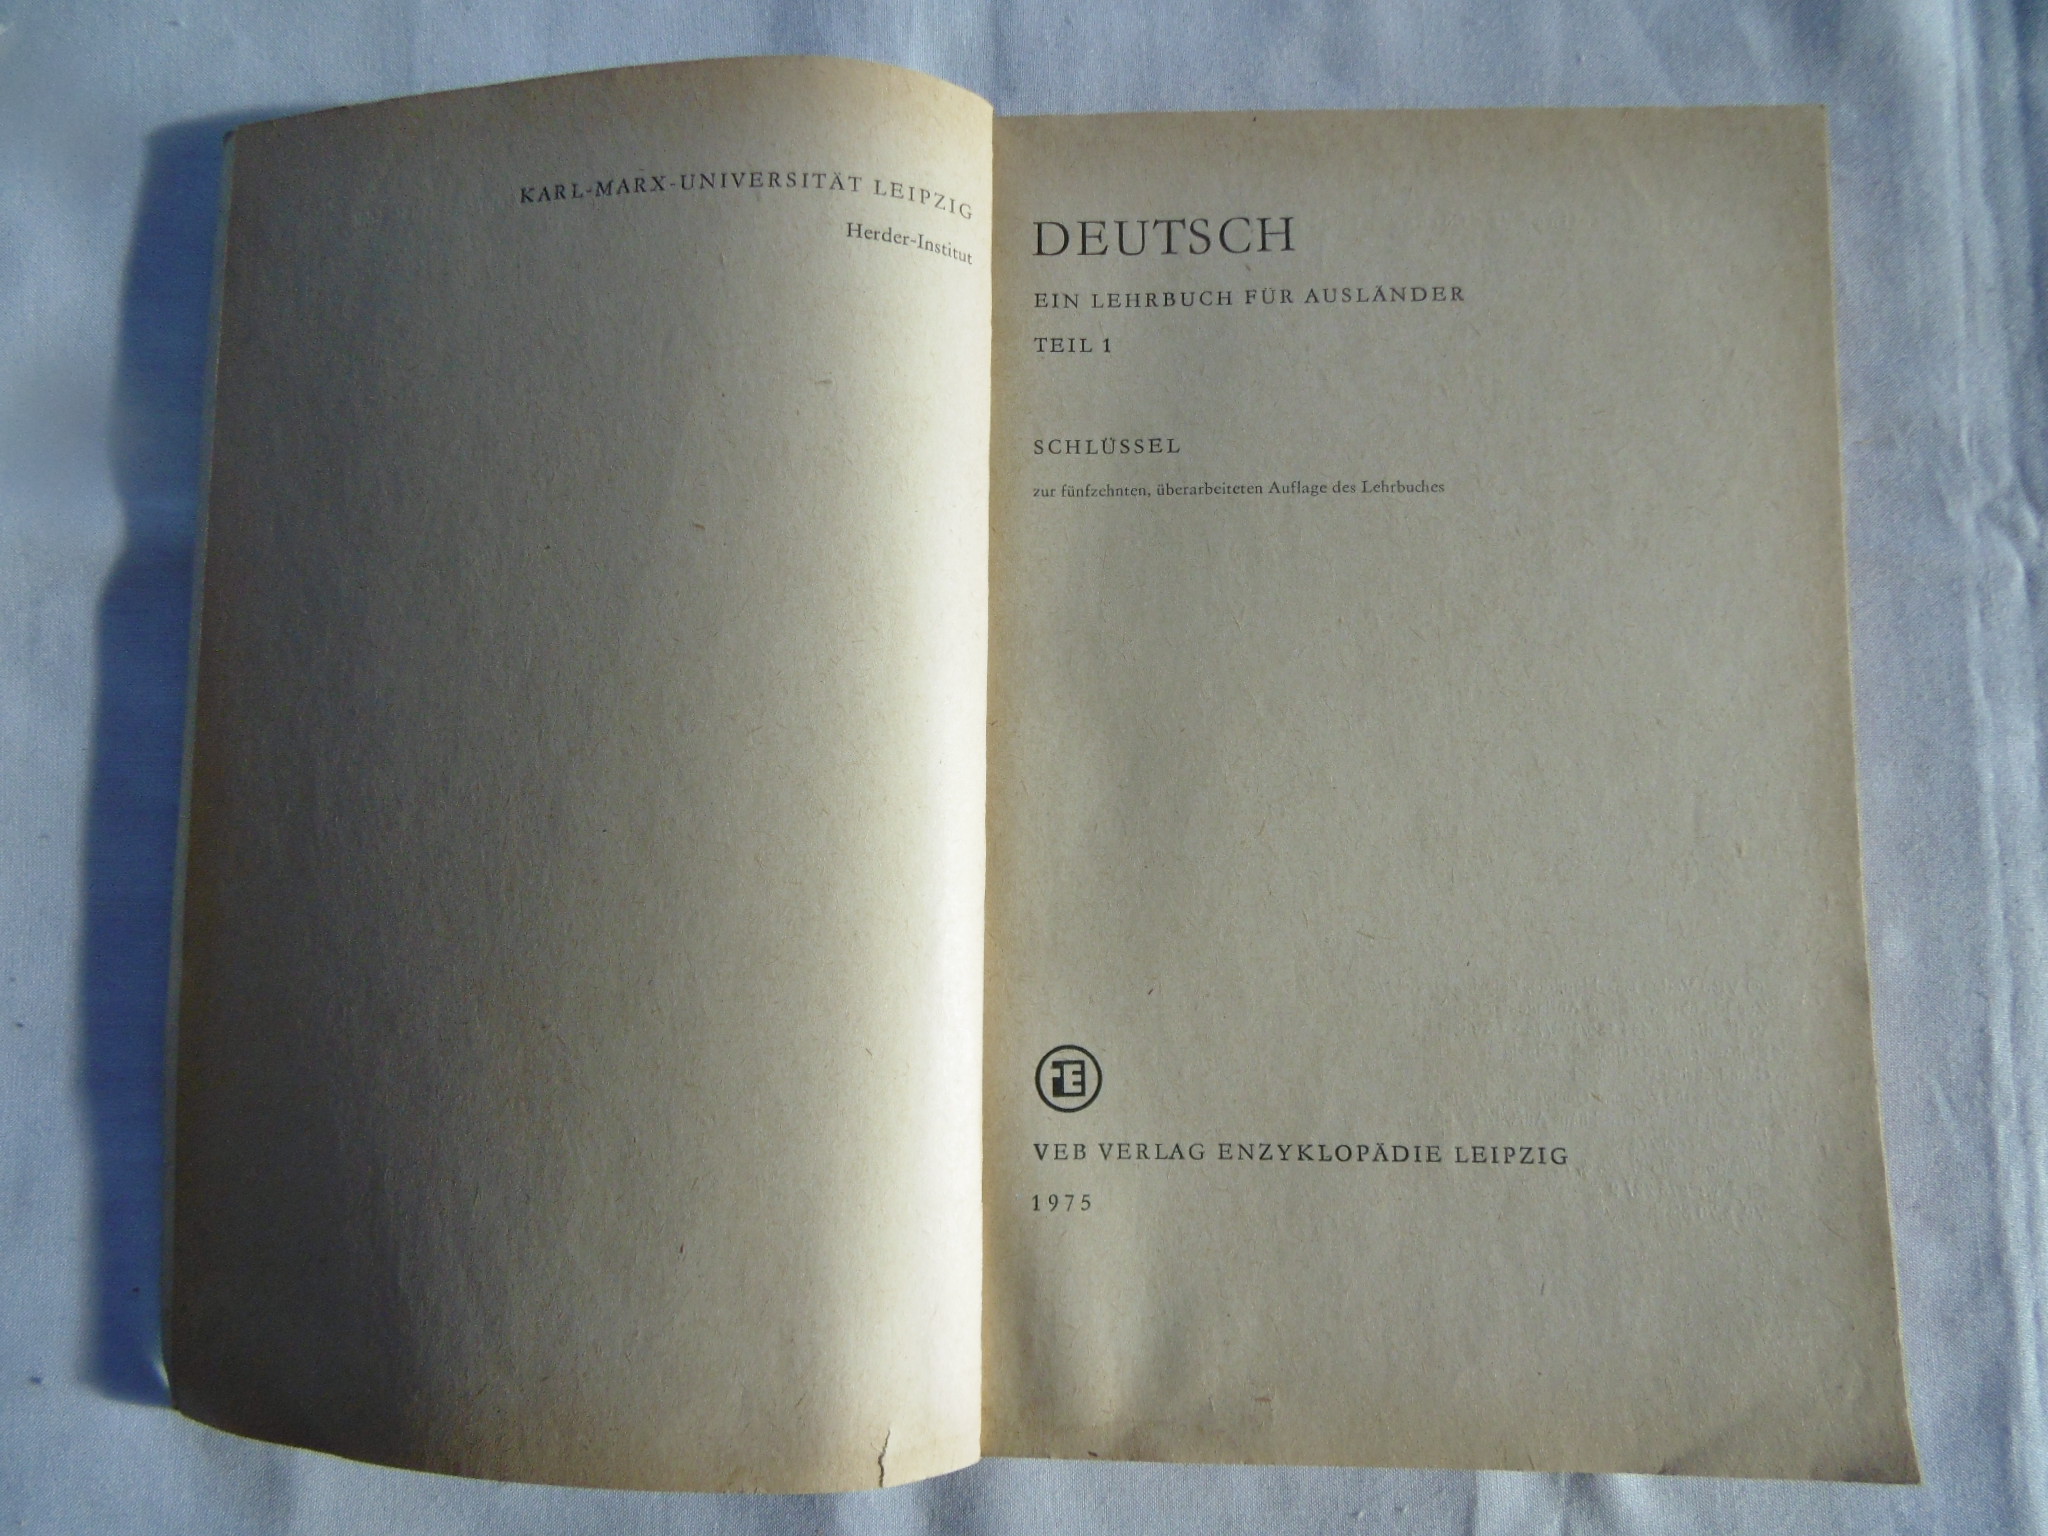 KARL-MARX-UNIVERSITÄT LEIPZIG
Herder-Institut
DEUTSCH
EIN LEHRBUCH FÜR AUSLÄNDER
TEIL 1
SCHLÜSSEL
zur fünfzehnten, überarbeiteten Auflage des Lehrbuches
VEB VERLAG ENZYKLOPÄDIE LEIPZIG
1975